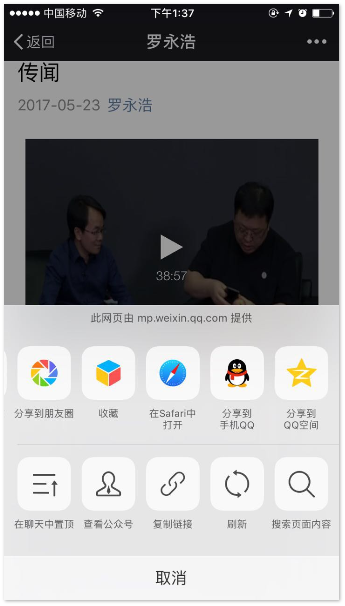 中国移动 下午1:37
返回 罗永浩
传闻
2017-05-23 罗永浩
38:57
此网页由 mp.weixin.qq.com 提供
分享到朋友圈 收藏 在Safari中打开 分享到手机QQ 分享到QQ空间
在聊天中置顶 查看公众号 复制链接 刷新 搜索页面内容
取消